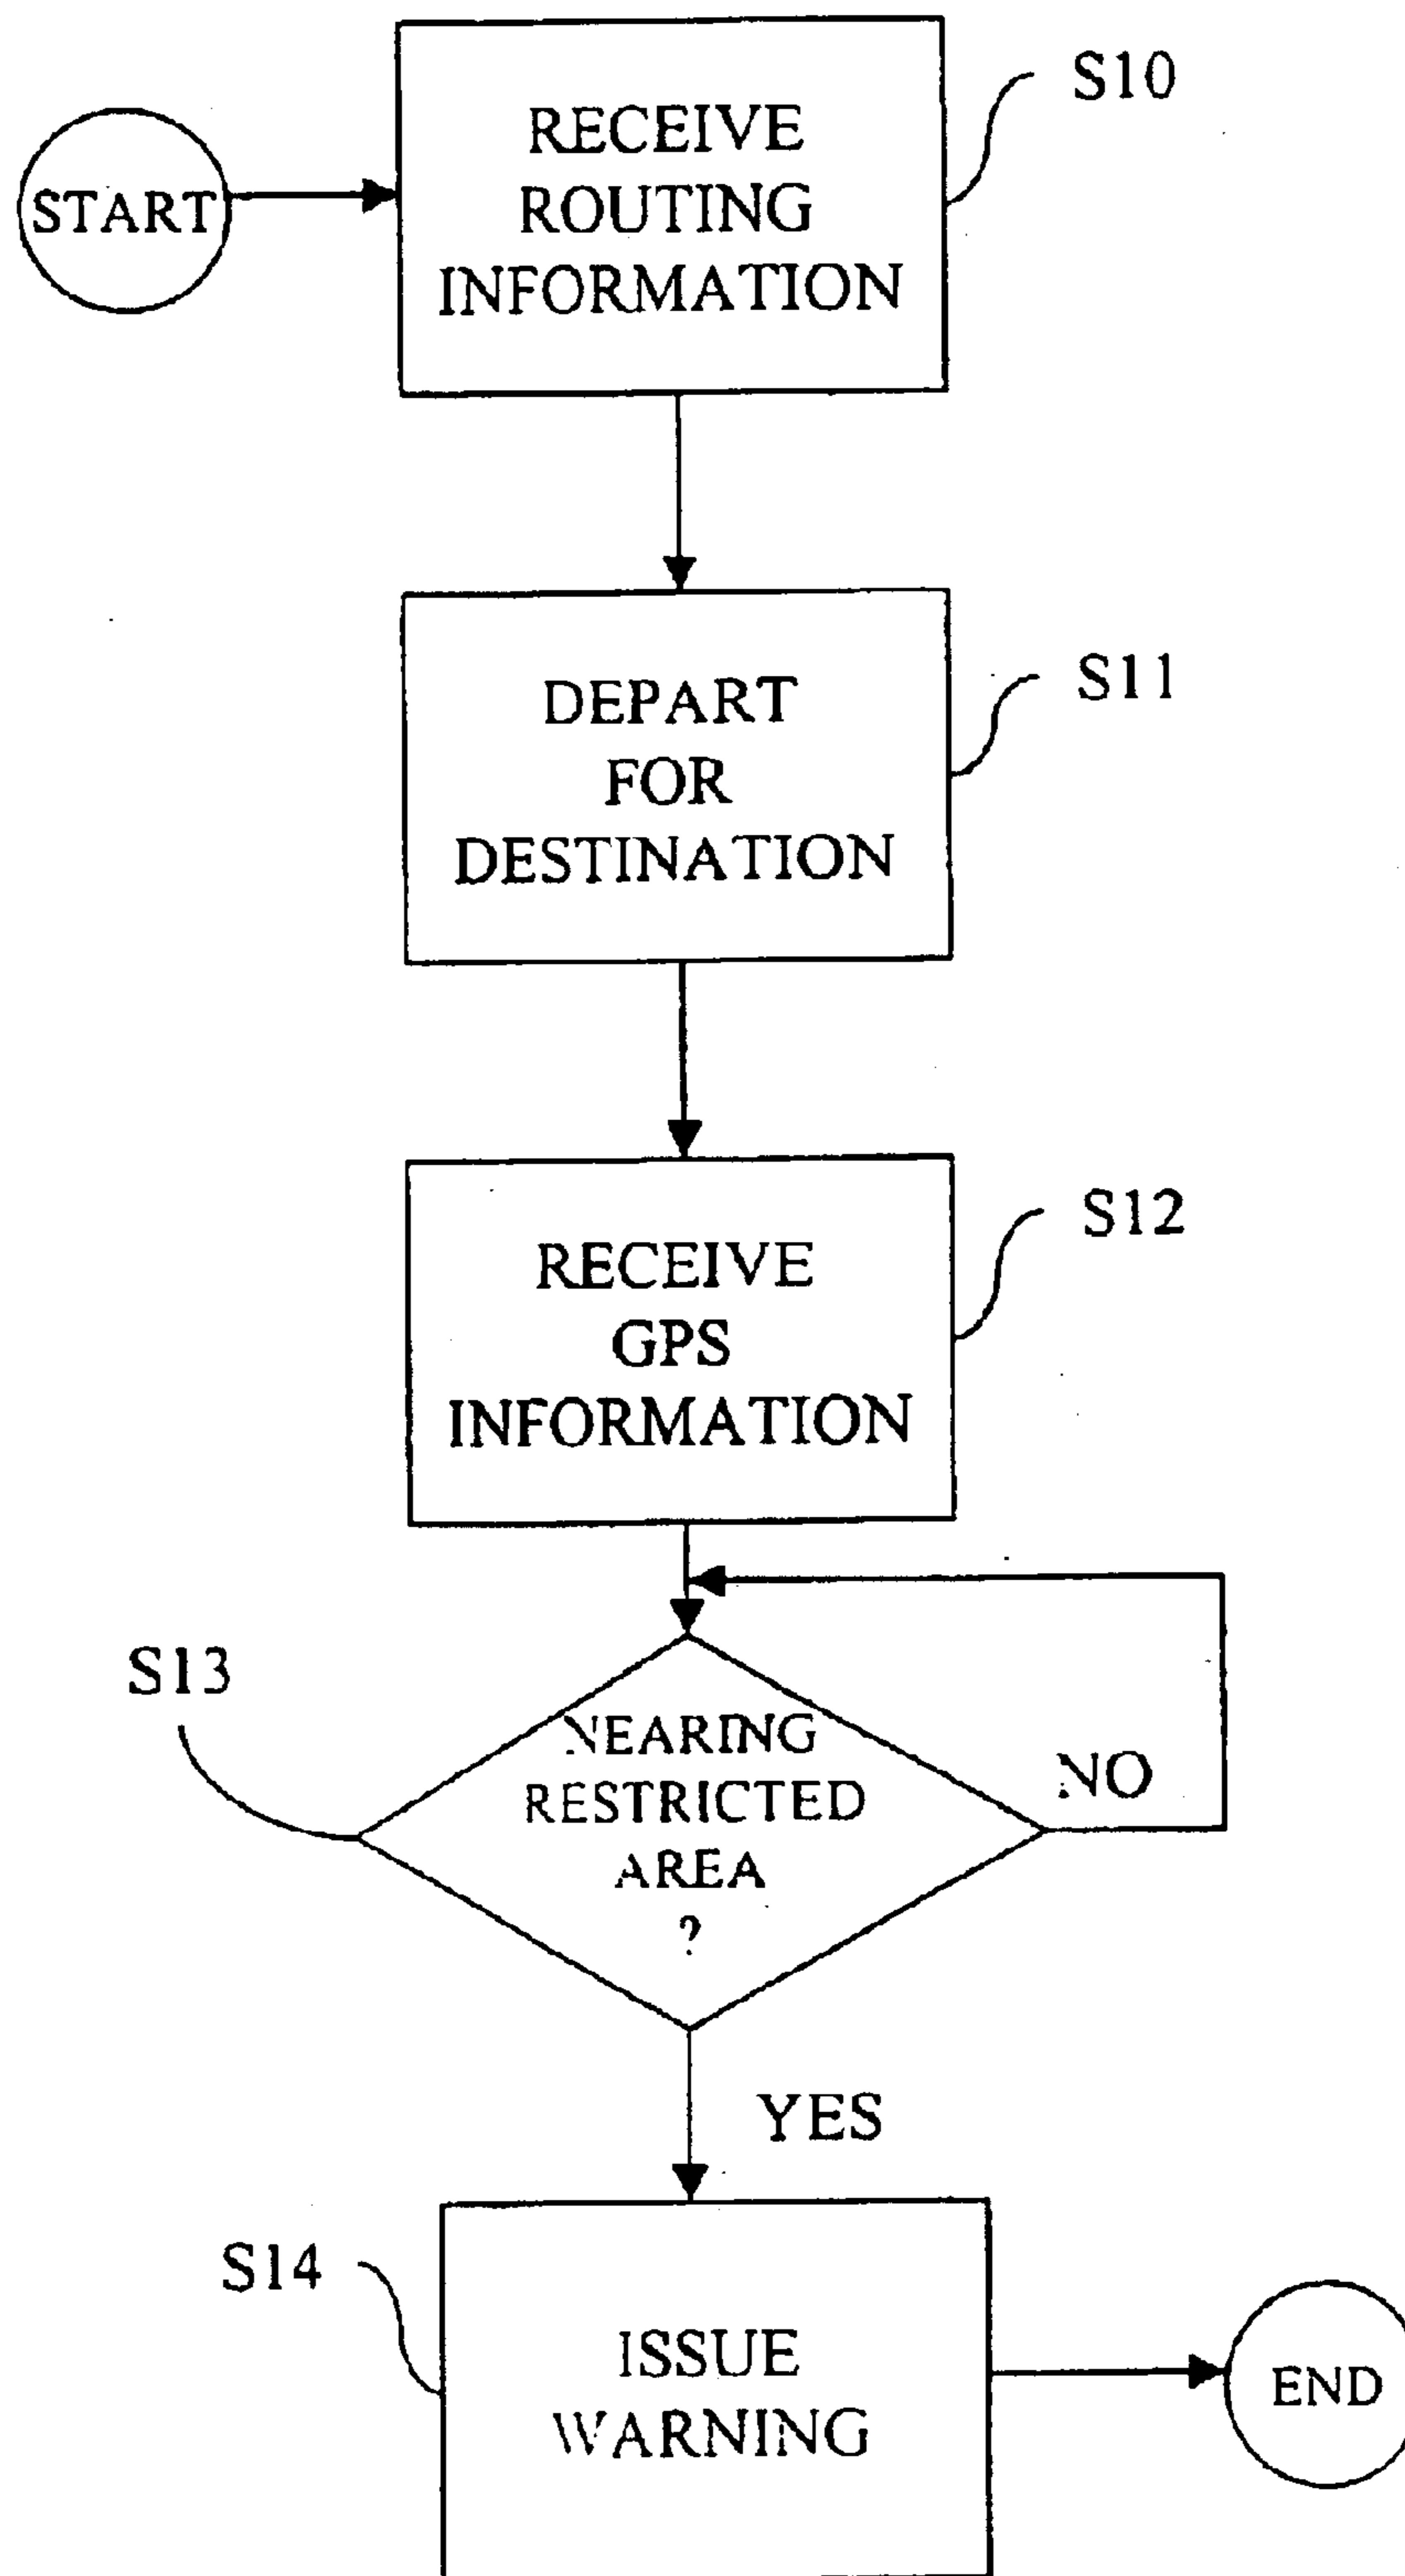 START
RECEIVE
ROUTING
INFORMATION
S10
DEPART
FOR
DESTINATION
S11
RECEIVE
GPS
INFORMATION
S12
S13
NEARING
RESTRICTED
AREA
?
NO
YES
S14
ISSUE
WARNING
END